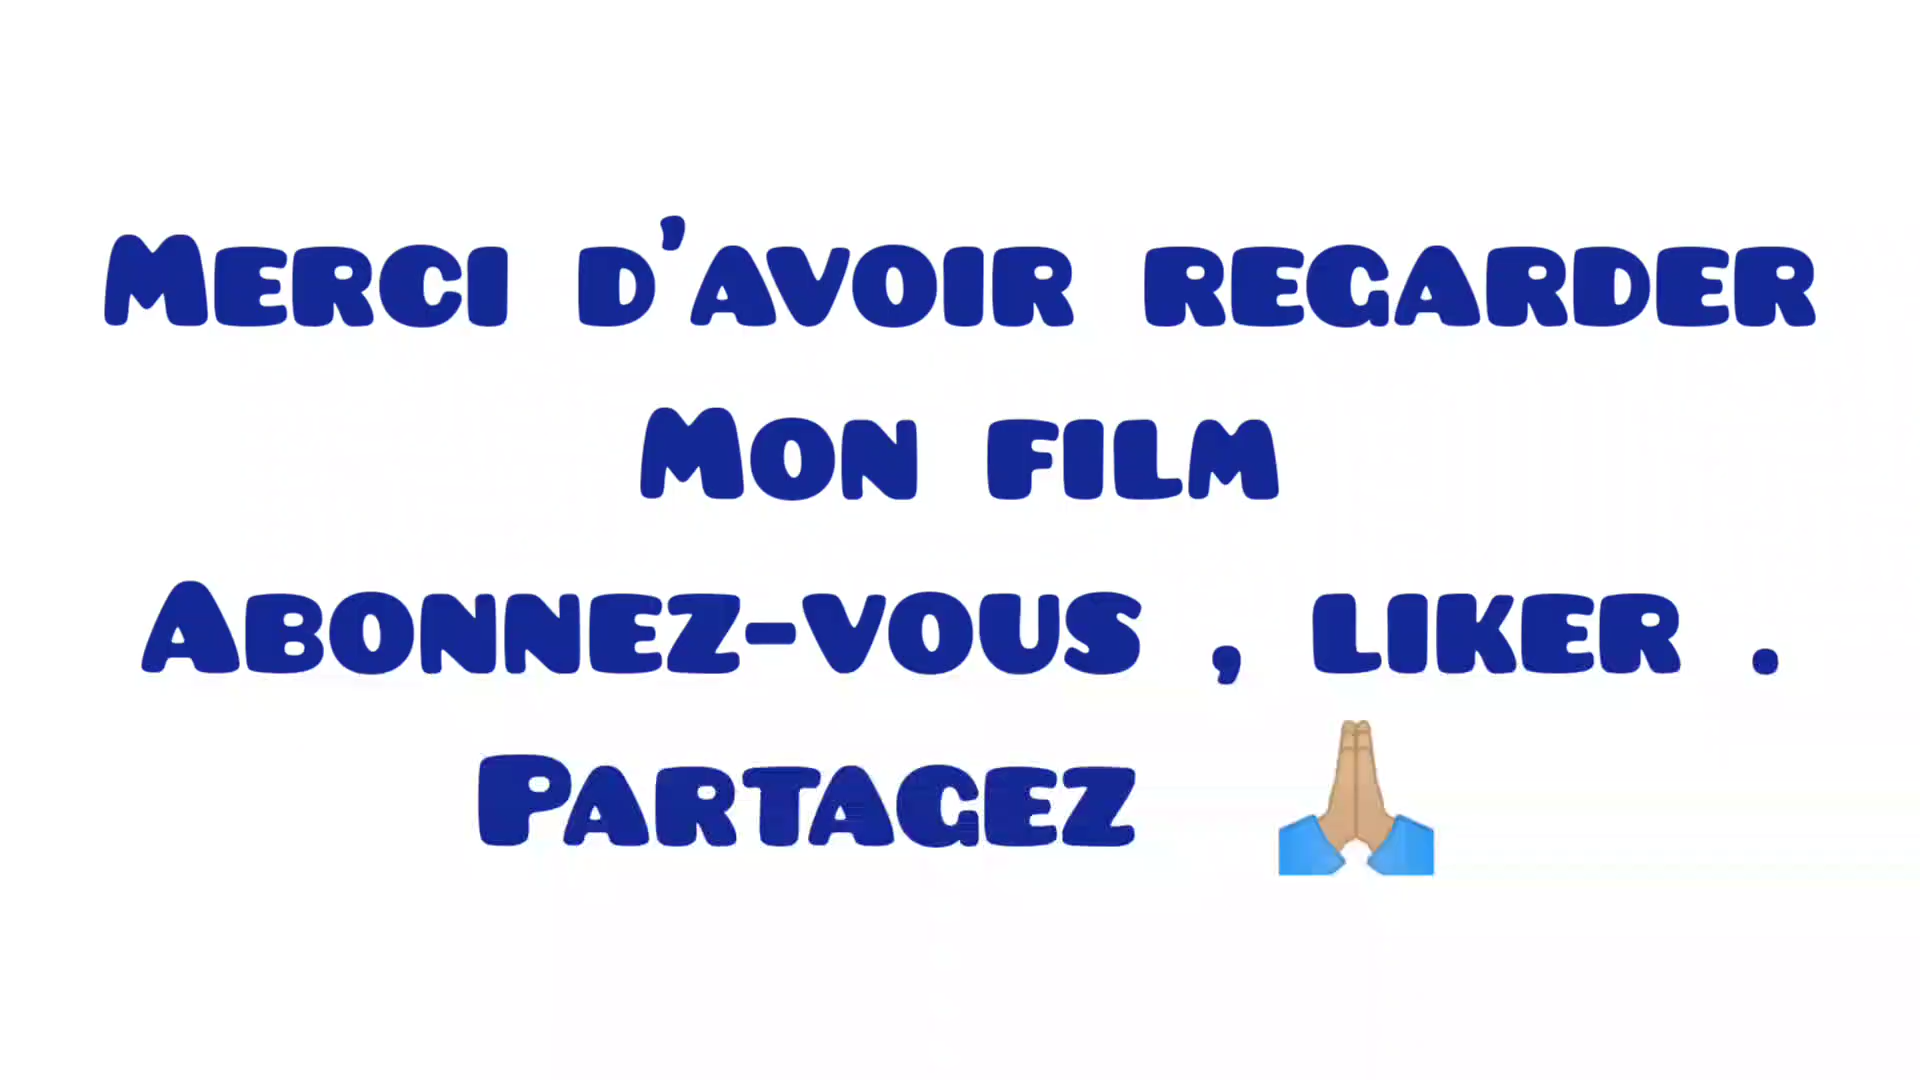 Merci d'avoir regarder
Mon film
Abonnez-vous , liker .
Partagez 🙏🏼